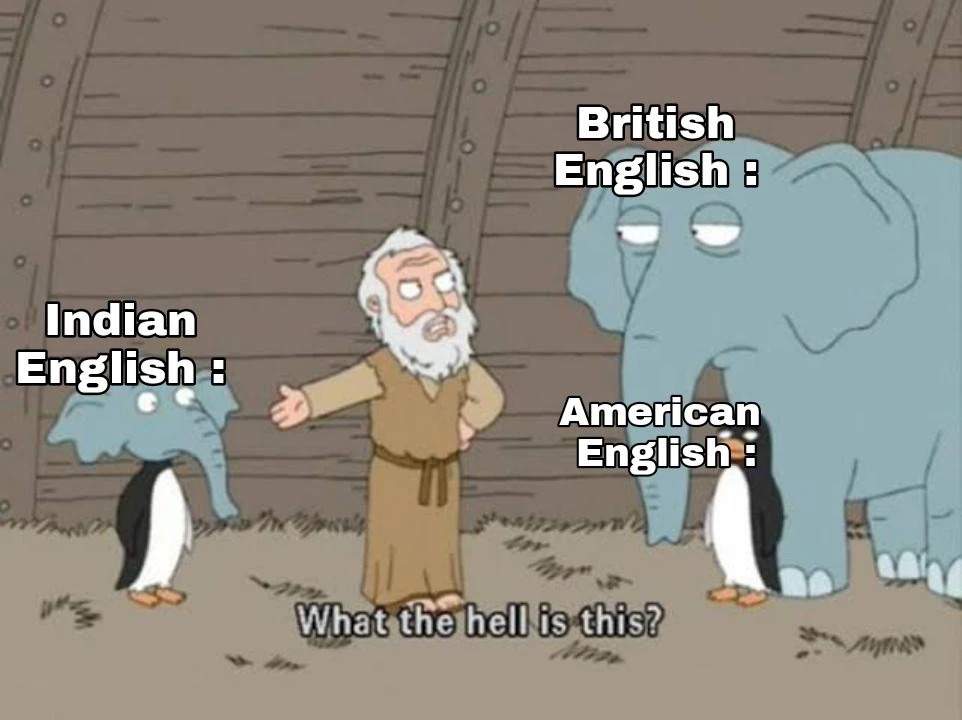 British
English :
Indian
English :
American
English :
What the hell is this?